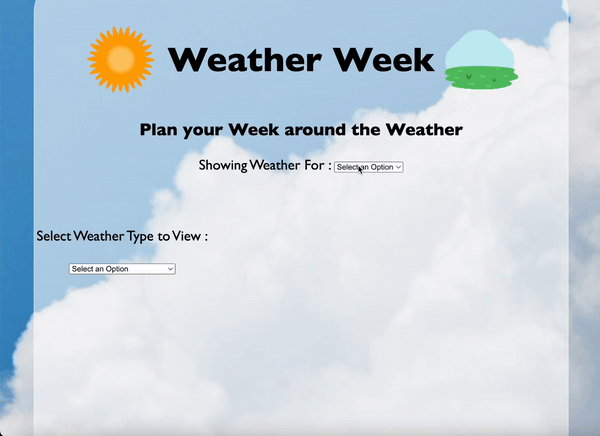 Weather Week
Plan your Week around the Weather
Showing Weather For : Select an Option
Select Weather Type to View :
Select an Option